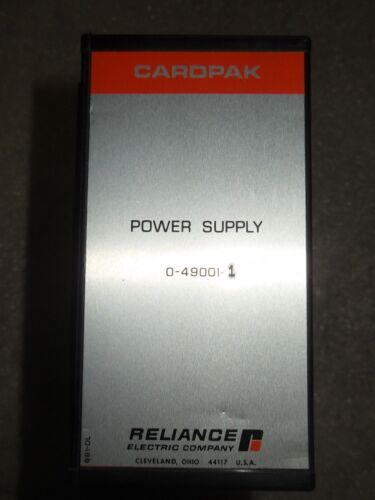 CARDPAK
POWER SUPPLY
0-49001-1
RELIANCE
ELECTRIC COMPANY
CLEVELAND, OHIO 44117 U.S.A.